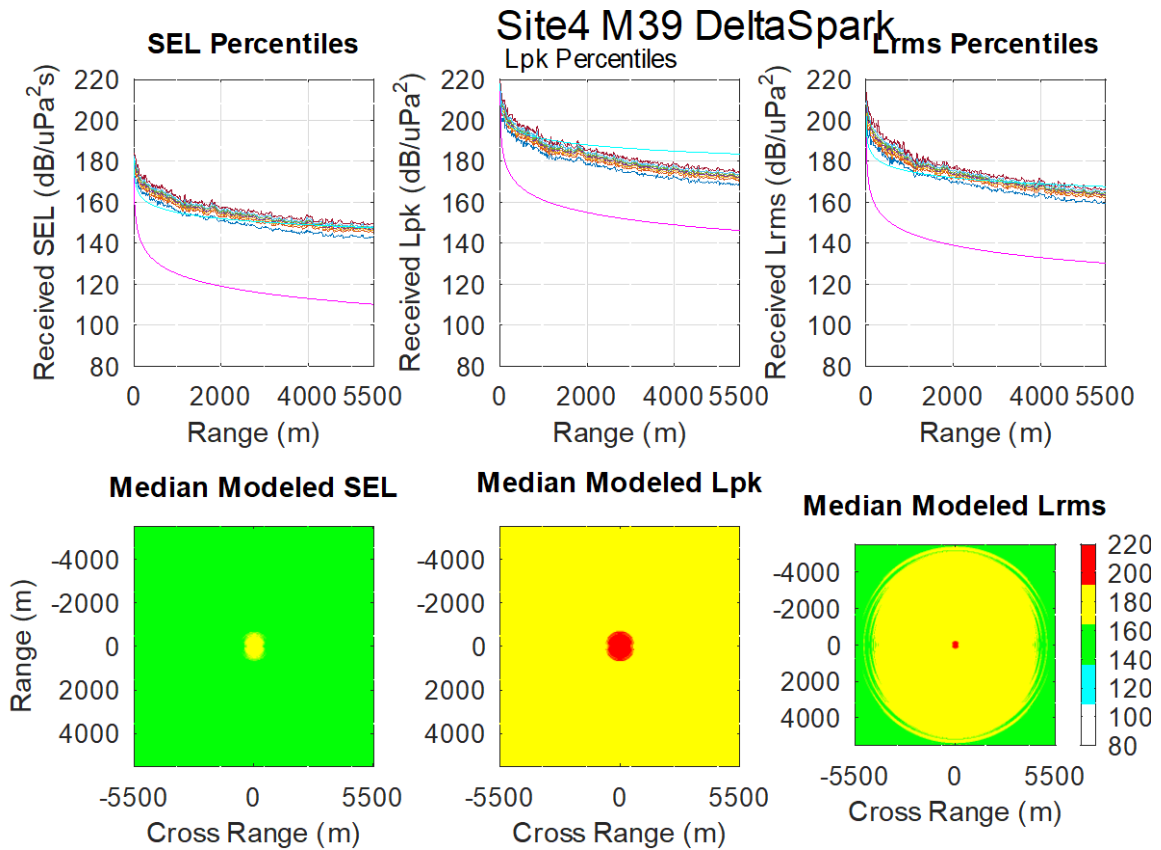 Site4 M39 DeltaSpark
SEL Percentiles
Lpk Percentiles
Lrms Percentiles
Received SEL (dB/uPa²s)
220
200
180
160
140
120
100
80
0 2000 4000 5500
Range (m)
Received Lpk (dB/uPa²)
220
200
180
160
140
120
100
80
0 2000 4000 5500
Range (m)
Received Lrms (dB/uPa²)
220
200
180
160
140
120
100
80
0 2000 4000 5500
Range (m)
Median Modeled SEL
Range (m)
-4000
-2000
0
2000
4000
-5500 0 5500
Cross Range (m)
Median Modeled Lpk
-4000
-2000
0
2000
4000
-5500 0 5500
Cross Range (m)
Median Modeled Lrms
-4000
-2000
0
2000
4000
-5500 0 5500
Cross Range (m)
220
200
180
160
140
120
100
80